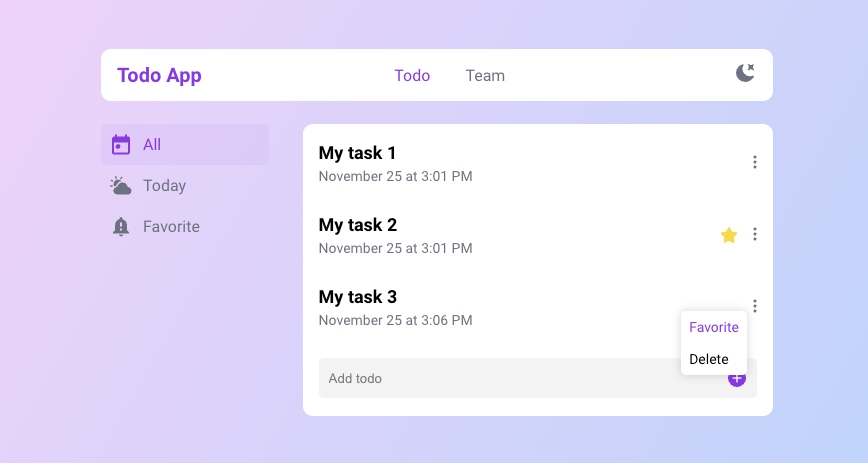 Todo App
Todo
Team
All
Today
Favorite
My task 1
November 25 at 3:01 PM
My task 2
November 25 at 3:01 PM
My task 3
November 25 at 3:06 PM
Favorite
Delete
Add todo